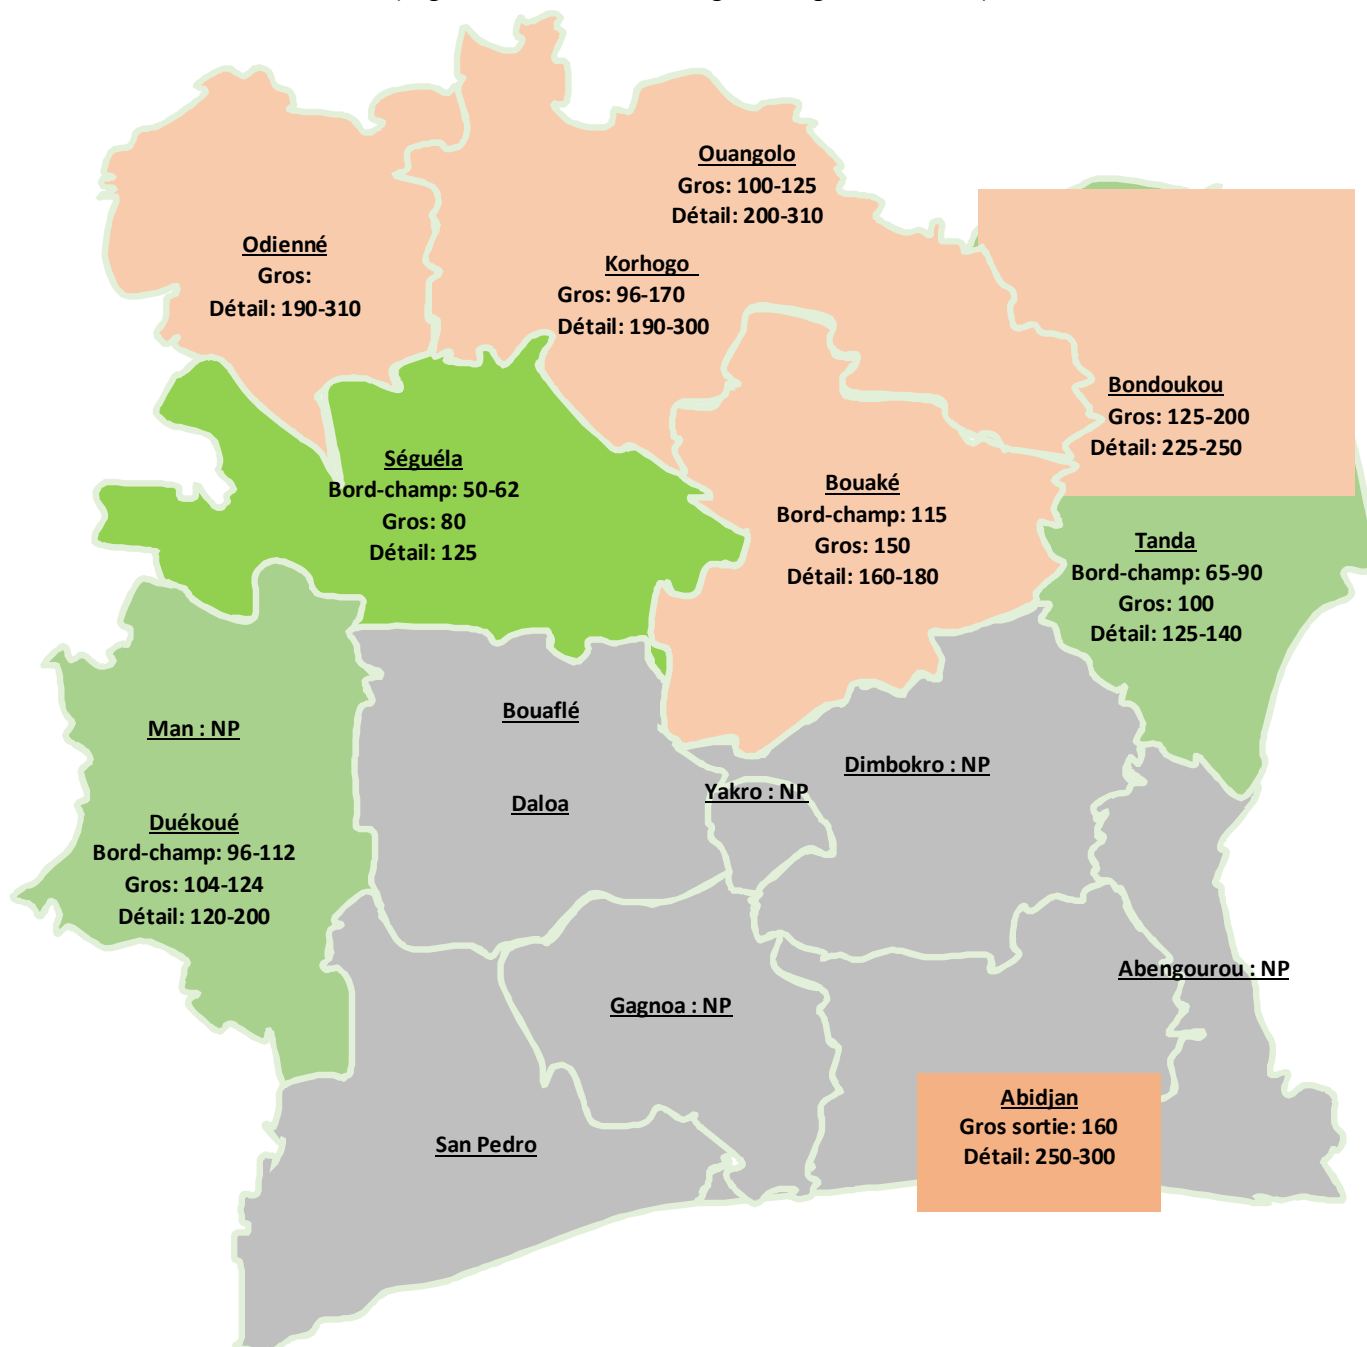 Ouangolo
Gros: 100-125
Détail: 200-310
Odienné
Gros:
Détail: 190-310
Korhogo
Gros: 96-170
Détail: 190-300
Bondoukou
Gros: 125-200
Détail: 225-250
Séguéla
Bord-champ: 50-62
Gros: 80
Détail: 125
Bouaké
Bord-champ: 115
Gros: 150
Détail: 160-180
Tanda
Bord-champ: 65-90
Gros: 100
Détail: 125-140
Man : NP
Bouaflé
Dimbokro : NP
Yakro : NP
Daloa
Duékoué
Bord-champ: 96-112
Gros: 104-124
Détail: 120-200
Abengourou : NP
Gagnoa : NP
Abidjan
Gros sortie: 160
Détail: 250-300
San Pedro